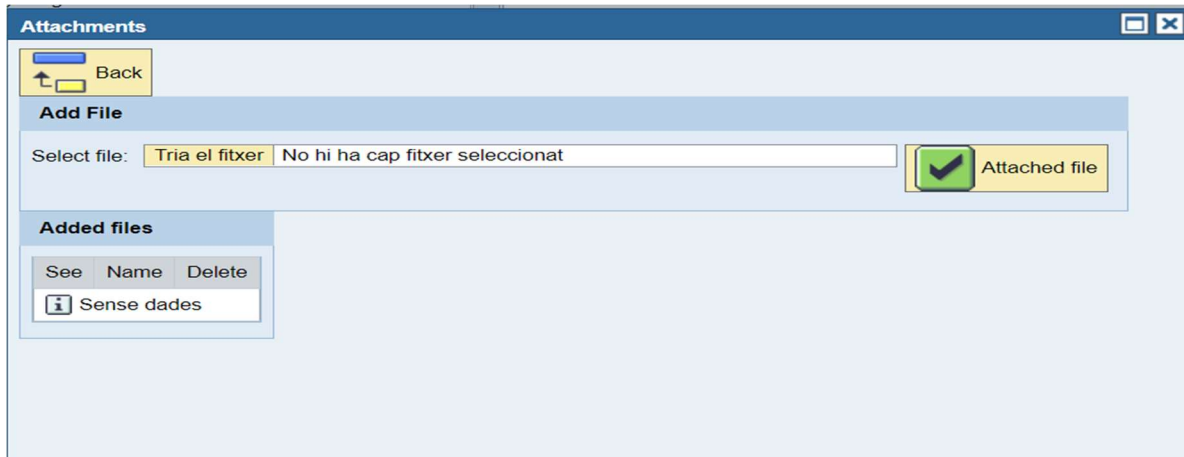 Attachments
Back
Add File
Select file: Tria el fitxer No hi ha cap fitxer seleccionat Attached file
Added files
See Name Delete
Sense dades